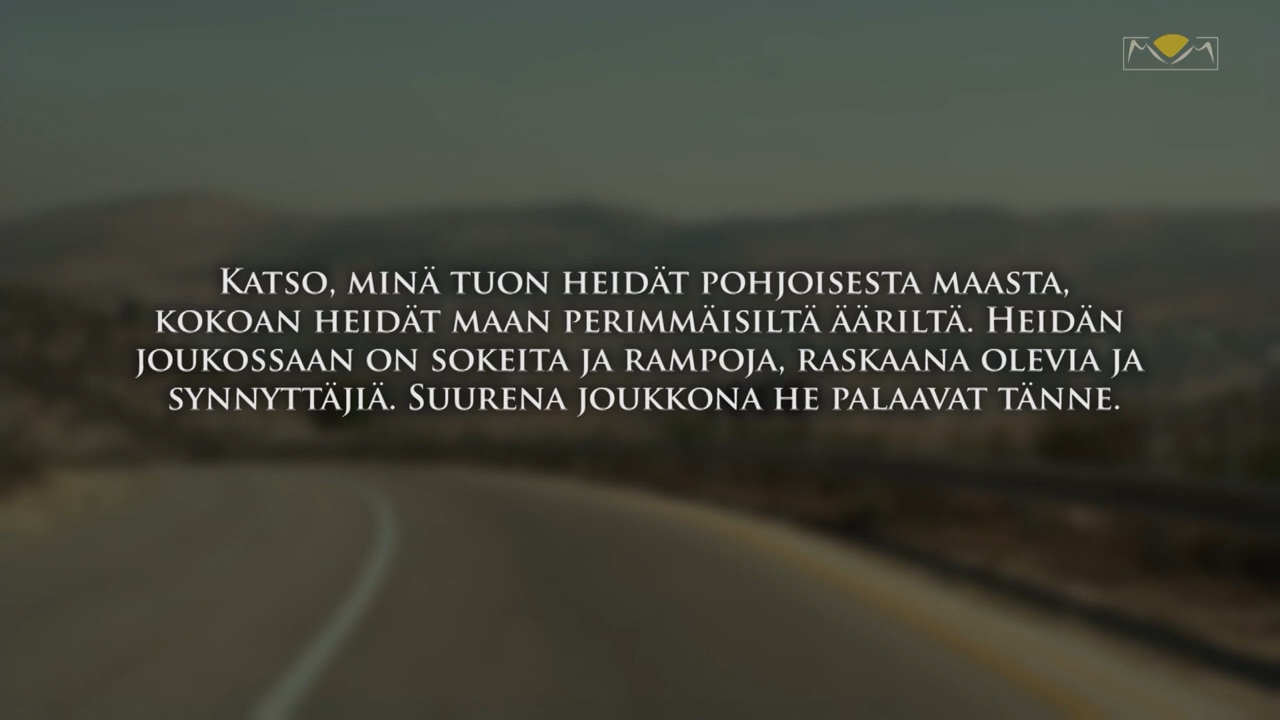 Katso, minä tuon heidät pohjoisesta maasta,
kokoan heidät maan perimmäisiltä ääriltä. Heidän
joukossaan on sokeita ja rampoja, raskaana olevia ja
synnyttäjiä. Suurena joukkona he palaavat tänne.